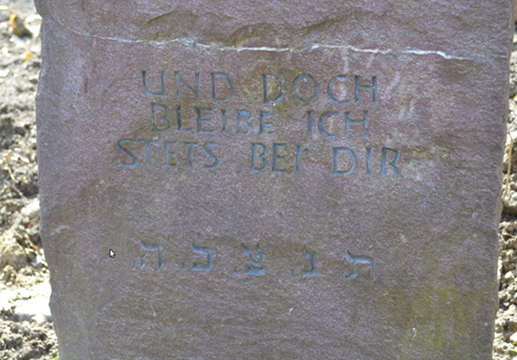 UND DOCH
BLEIBE ICH
STETS BEI DIR
ת נ צ ב ה